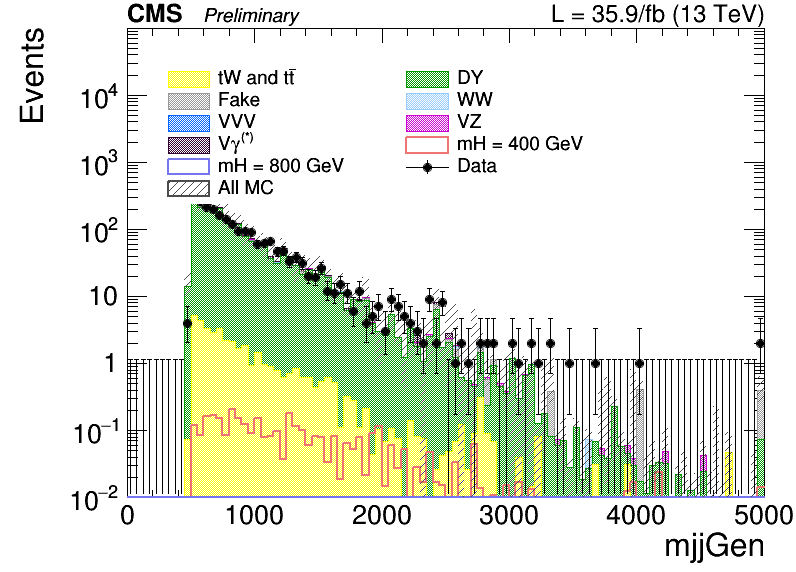 CMS Preliminary L = 35.9/fb (13 TeV)
Events
tW and tt̄
Fake
VVV
Vγ(*)
mH = 800 GeV
All MC
DY
WW
VZ
mH = 400 GeV
Data
10⁴
10³
10²
10
1
10⁻¹
10⁻²
0 1000 2000 3000 4000 5000
mjjGen